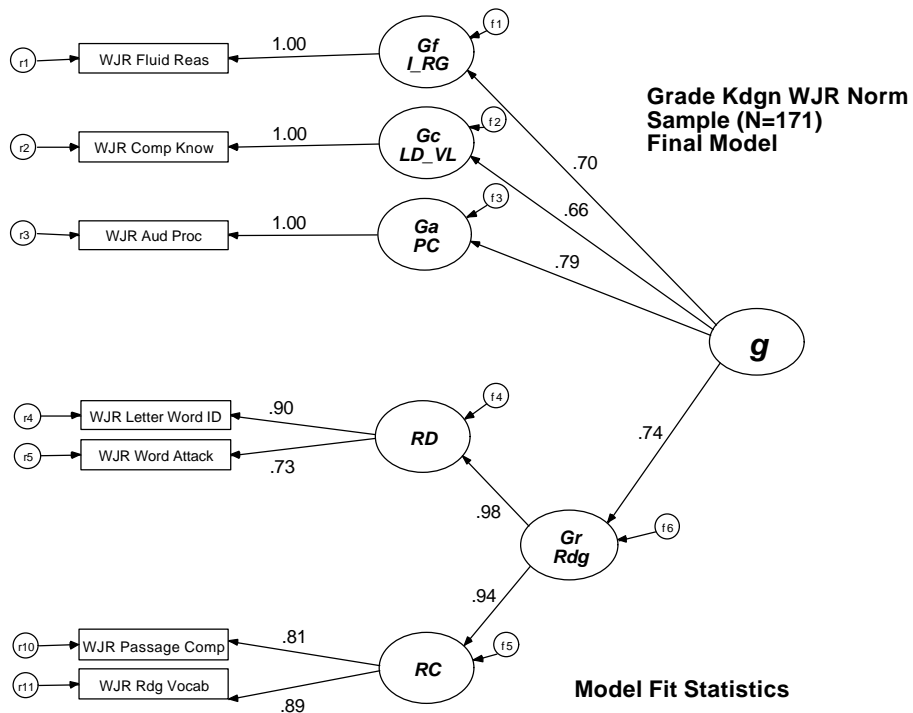 f1
Gf
I_RG
r1
WJR Fluid Reas
1.00
Grade Kdgn WJR Norm
Sample (N=171)
Final Model
f2
Gc
LD_VL
r2
WJR Comp Know
1.00
.70
.66
f3
Ga
PC
r3
WJR Aud Proc
1.00
.79
g
f4
r4
WJR Letter Word ID
.90
RD
r5
WJR Word Attack
.73
.74
.98
f6
Gr
Rdg
.94
r10
WJR Passage Comp
.81
f5
RC
r11
WJR Rdg Vocab
.89
Model Fit Statistics